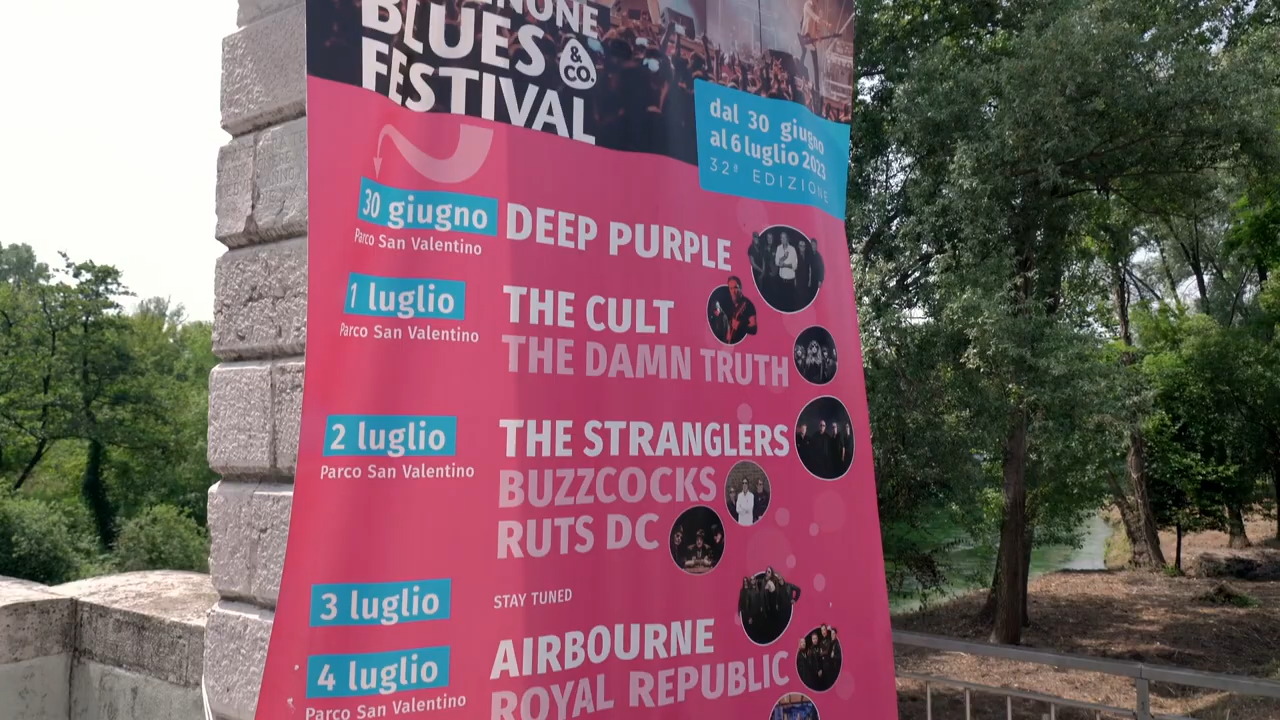 BLUES
& CO.
FESTIVAL
dal 30 giugno
al 6 luglio 2023
32ª EDIZIONE
30 giugno
Parco San Valentino
DEEP PURPLE
1 luglio
Parco San Valentino
THE CULT
THE DAMN TRUTH
2 luglio
Parco San Valentino
THE STRANGLERS
BUZZCOCKS
RUTS DC
3 luglio
STAY TUNED
4 luglio
Parco San Valentino
AIRBOURNE
ROYAL REPUBLIC